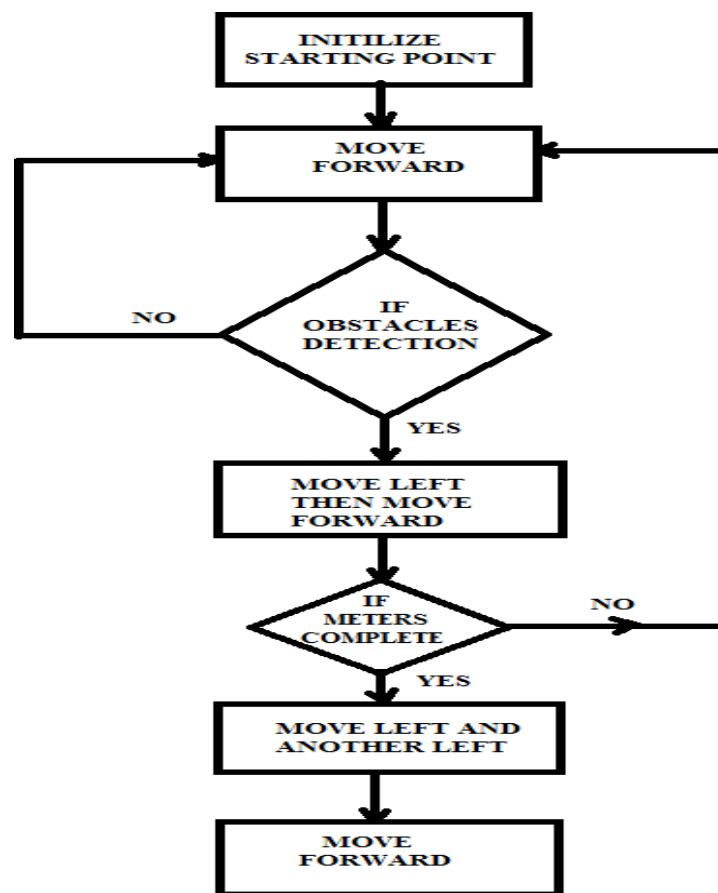 INITILIZE
STARTING POINT
MOVE
FORWARD
IF
OBSTACLES
DETECTION
NO
YES
MOVE LEFT
THEN MOVE
FORWARD
IF
METERS
COMPLETE
NO
YES
MOVE LEFT AND
ANOTHER LEFT
MOVE
FORWARD